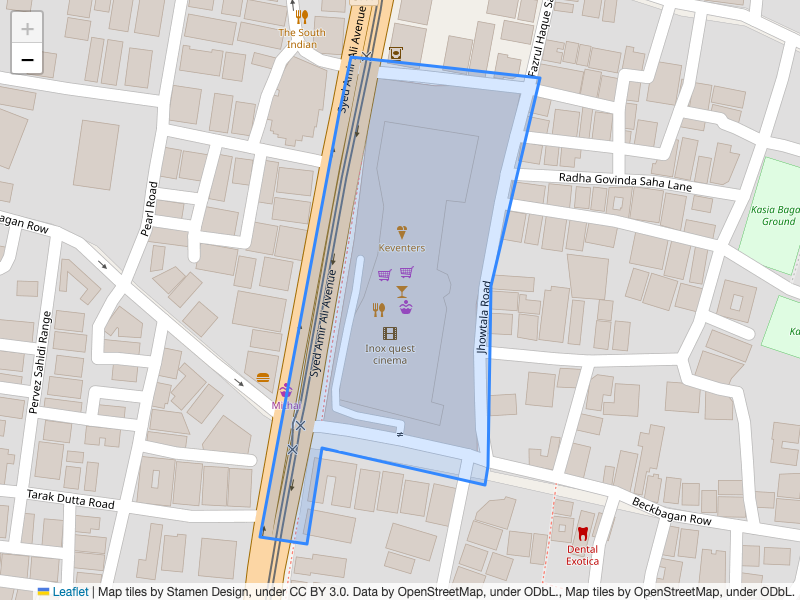 +
−
The South
Indian
Syed Amir Ali Avenue
Fazrul Haque Sa
Radha Govinda Saha Lane
Kasia Baga
Ground
Pearl Road
agan Row
Keventers
Ka
Inox quest
cinema
Syed Amir Ali Avenue
Jhowtala Road
Pervez Sahidi Range
Tarak Dutta Road
Beckbagan Row
Dental
Exotica
Leaflet | Map tiles by Stamen Design, under CC BY 3.0. Data by OpenStreetMap, under ODbL., Map tiles by OpenStreetMap, under ODbL.